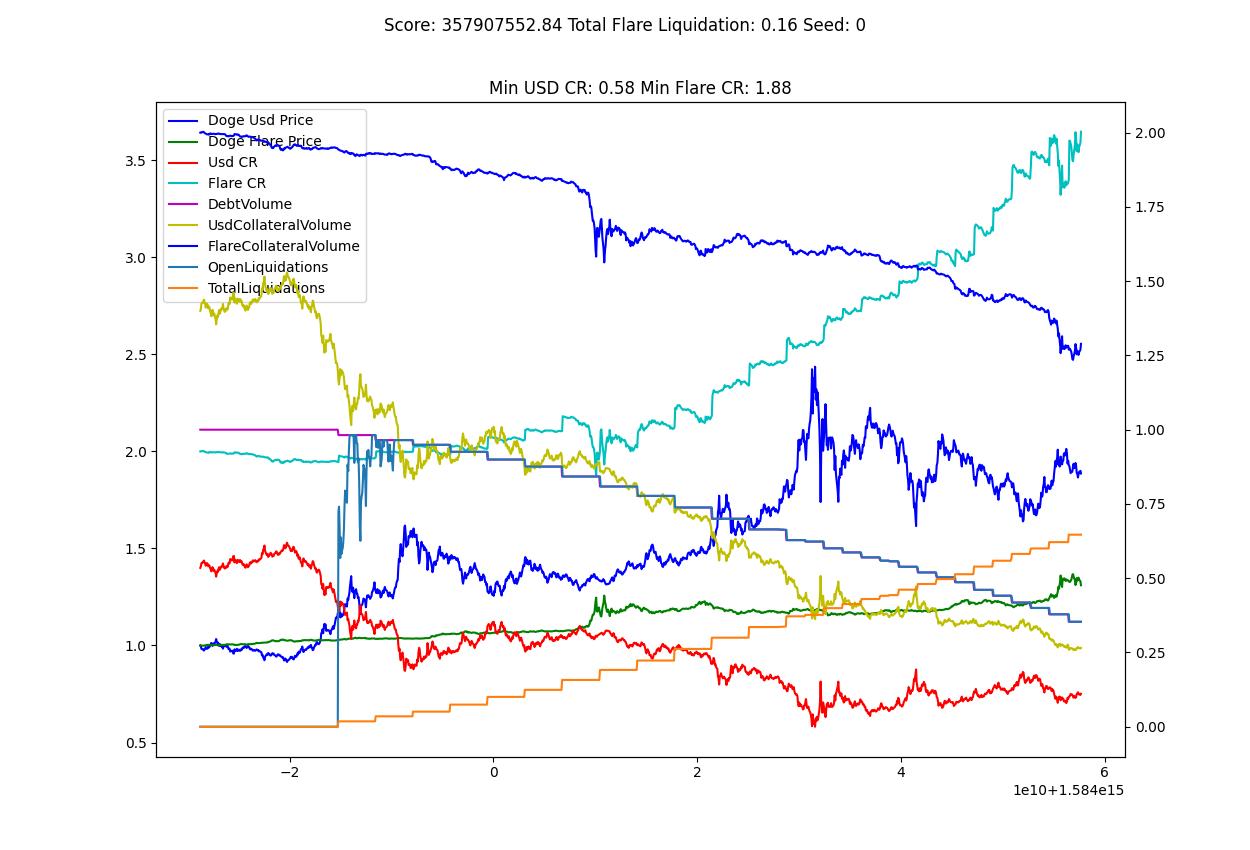 Score: 357907552.84 Total Flare Liquidation: 0.16 Seed: 0
Min USD CR: 0.58 Min Flare CR: 1.88
Doge Usd Price
Doge Flare Price
Usd CR
Flare CR
DebtVolume
UsdCollateralVolume
FlareCollateralVolume
OpenLiquidations
TotalLiquidations
3.5
3.0
2.5
2.0
1.5
1.0
0.5
2.00
1.75
1.50
1.25
1.00
0.75
0.50
0.25
0.00
−2
0
2
4
6
1e10+1.584e15